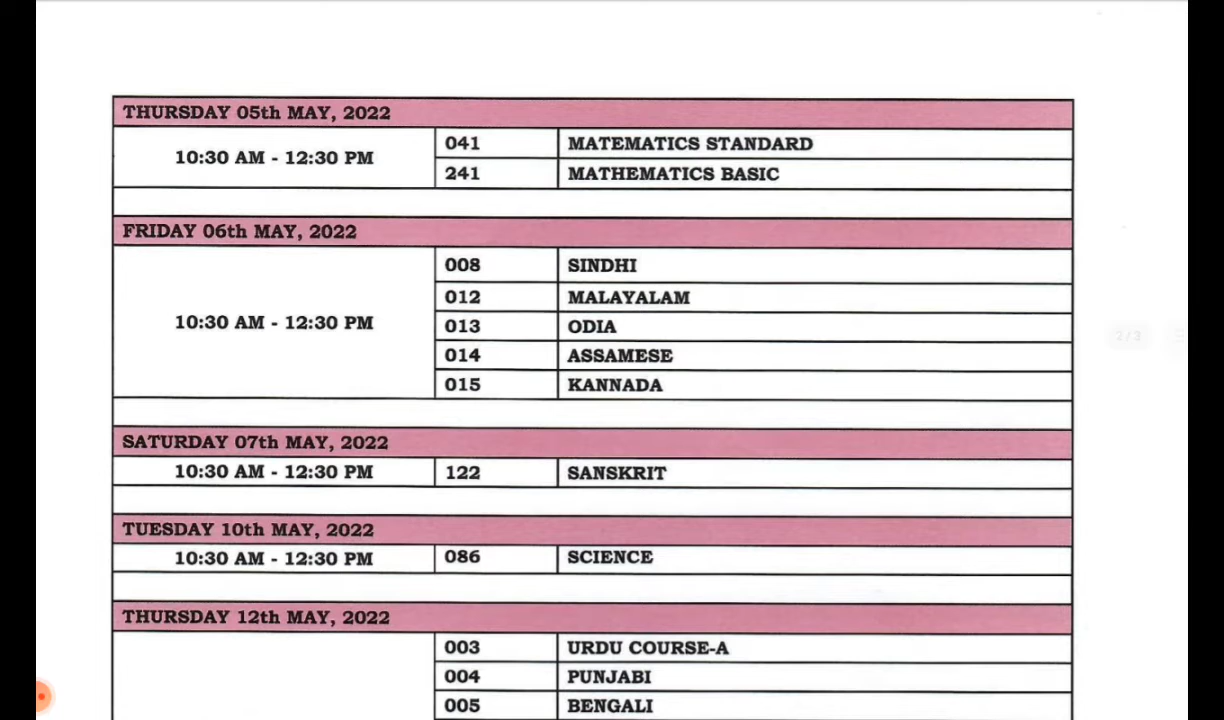 THURSDAY 05th MAY, 2022
10:30 AM - 12:30 PM
041 MATEMATICS STANDARD
241 MATHEMATICS BASIC
FRIDAY 06th MAY, 2022
10:30 AM - 12:30 PM
008 SINDHI
012 MALAYALAM
013 ODIA
014 ASSAMESE
015 KANNADA
2/3
SATURDAY 07th MAY, 2022
10:30 AM - 12:30 PM 122 SANSKRIT
TUESDAY 10th MAY, 2022
10:30 AM - 12:30 PM 086 SCIENCE
THURSDAY 12th MAY, 2022
003 URDU COURSE-A
004 PUNJABI
005 BENGALI